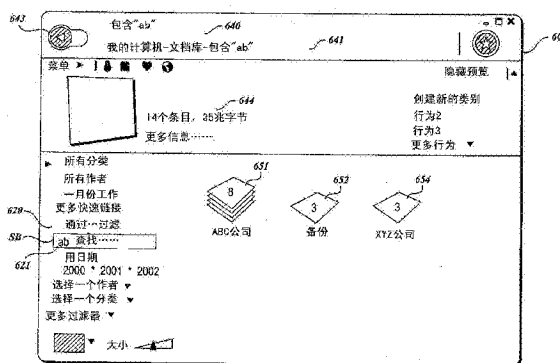 643
包含"ab"
640
我的计算机-文档库-包含"ab"
641
60
菜单
隐藏预览
644
14个条目，35兆字节
更多信息……
创建新的类别
行为2
行为3
更多行为
所有分类
所有作者
一月份工作
更多快速链接
620
通过…过滤
SB
ab 查找……
621
用日期
2000 * 2001 * 2002
选择一个作者
选择一个分类
更多过滤器
大小
651
8
ABC公司
652
3
备份
654
3
XYZ公司